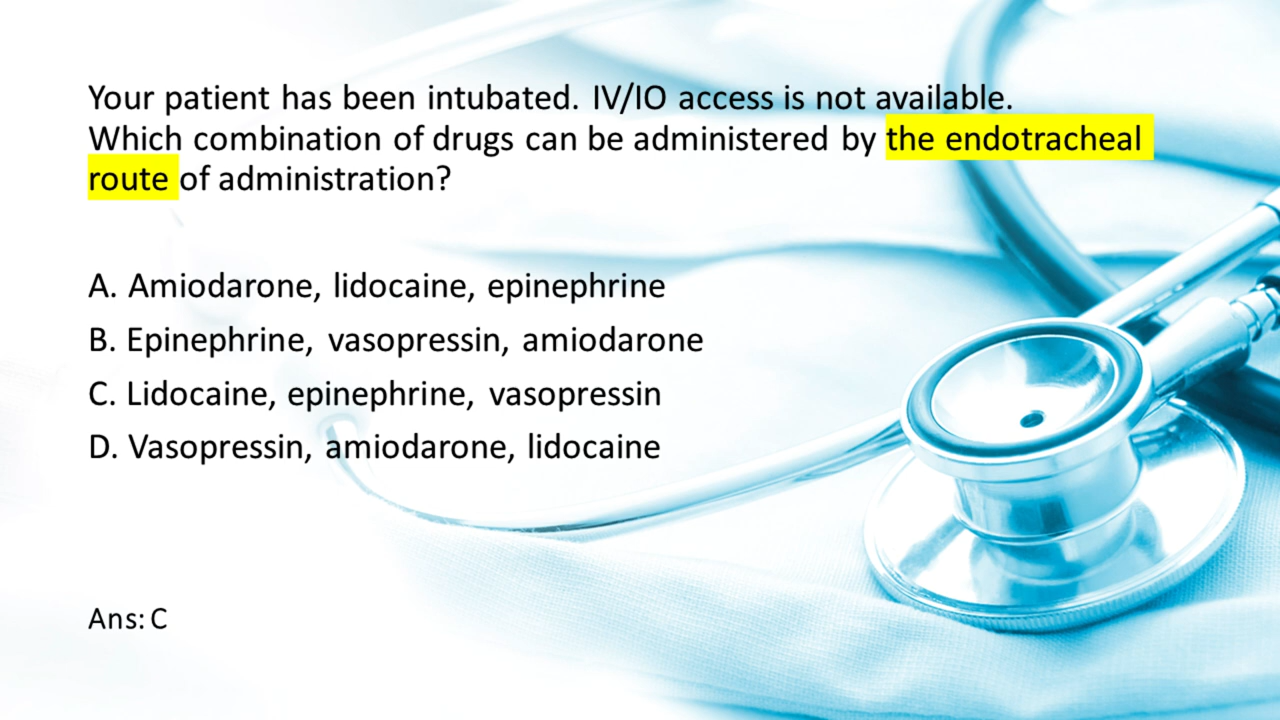 Your patient has been intubated. IV/IO access is not available.
Which combination of drugs can be administered by the endotracheal
route of administration?
A. Amiodarone, lidocaine, epinephrine
B. Epinephrine, vasopressin, amiodarone
C. Lidocaine, epinephrine, vasopressin
D. Vasopressin, amiodarone, lidocaine
Ans: C